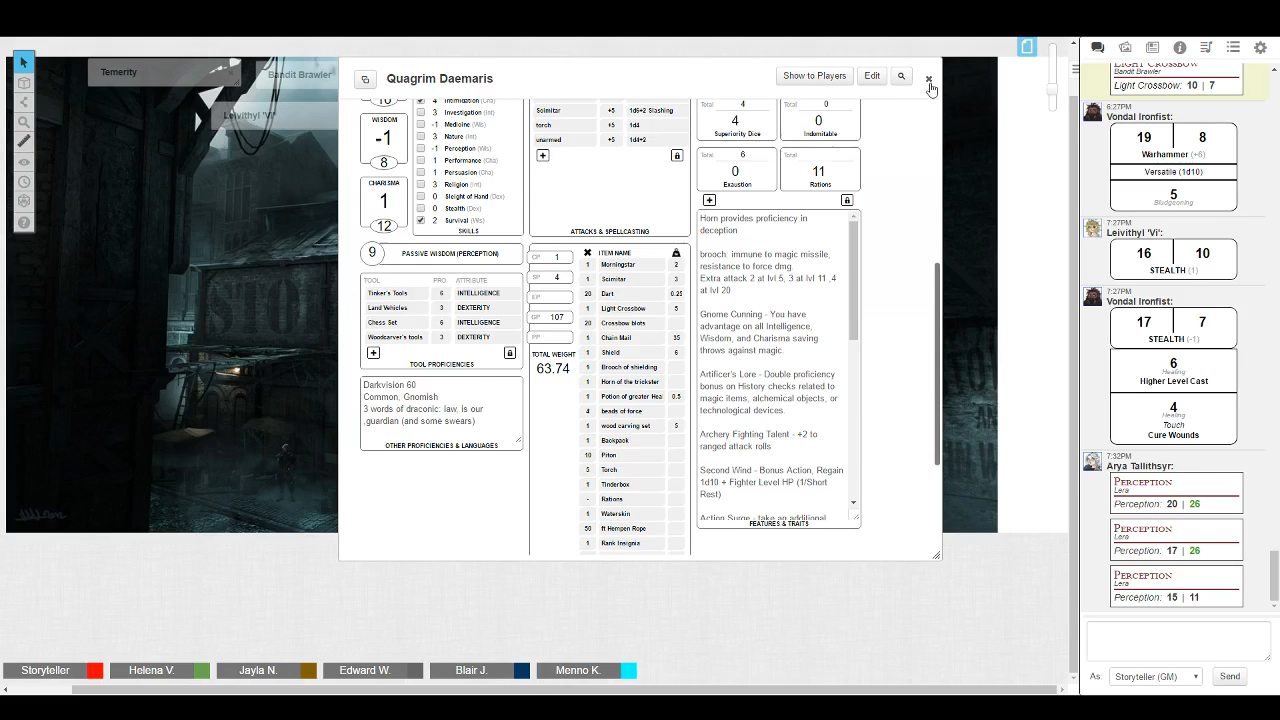 Temerity
Bandit Brawler
Leivithyl 'Vi'
Quagrim Daemaris
Show to Players
Edit
WISDOM
-1
8
CHARISMA
1
12
4 Intimidation (Cha)
3 Investigation (Int)
-1 Medicine (Wis)
3 Nature (Int)
-1 Perception (Wis)
1 Performance (Cha)
1 Persuasion (Cha)
3 Religion (Int)
0 Sleight of Hand (Dex)
0 Stealth (Dex)
2 Survival (Wis)
SKILLS
9 PASSIVE WISDOM (PERCEPTION)
TOOL PRO ATTRIBUTE
Tinker's Tools 6 INTELLIGENCE
Land Vehicles 3 DEXTERITY
Chess Set 6 INTELLIGENCE
Woodcarver's tools 3 DEXTERITY
TOOL PROFICIENCIES
Darkvision 60
Common, Gnomish
3 words of draconic: law, is our
,guardian (and some swears)
OTHER PROFICIENCIES & LANGUAGES
Scimitar +5 1d6+2 Slashing
torch +5 1d4
unarmed +5 1d4+2
ATTACKS & SPELLCASTING
CP 1
SP 4
EP
GP 107
PP
TOTAL WEIGHT
63.74
ITEM NAME
1 Morningstar 2
1 Scimitar 3
20 Dart 0.25
1 Light Crossbow 5
20 Crossbow blots
1 Chain Mail 35
1 Shield 6
1 Brooch of shielding
1 Horn of the trickster
1 Potion of greater Heal 0.5
4 beads of force
1 wood carving set 5
1 Backpack
10 Piton
5 Torch
1 Tinderbox
- Rations
1 Waterskin
50 ft Hempen Rope
1 Rank Insignia
Total 4
4
Superiority Dice
Total 0
0
Indomitable
Total 6
0
Exaustion
Total 15
11
Rations
Horn provides proficiency in
deception
brooch: immune to magic missile,
resistance to force dmg.
Extra attack 2 at lvl 5, 3 at lvl 11 ,4
at lvl 20
Gnome Cunning - You have
advantage on all Intelligence,
Wisdom, and Charisma saving
throws against magic.
Artificer's Lore - Double proficiency
bonus on History checks related to
magic items, alchemical objects, or
technological devices.
Archery Fighting Talent - +2 to
ranged attack rolls
Second Wind - Bonus Action, Regain
1d10 + Fighter Level HP (1/Short
Rest)
Action Surge - take an additional
FEATURES & TRAITS
LIGHT CROSSBOW
Bandit Brawler
Light Crossbow: 10 | 7
6:27PM
Vondal Ironfist:
19 8
Warhammer (+6)
Versatile (1d10)
5
Bludgeoning
7:27PM
Leivithyl 'Vi':
16 10
STEALTH (1)
7:27PM
Vondal Ironfist:
17 7
STEALTH (-1)
6
Healing
Higher Level Cast
4
Healing
Touch
Cure Wounds
7:32PM
Arya Tallithsyr:
PERCEPTION
Lera
Perception: 20 | 26
PERCEPTION
Lera
Perception: 17 | 26
PERCEPTION
Lera
Perception: 15 | 11
As: Storyteller (GM) Send
Storyteller
Helena V.
Jayla N.
Edward W.
Blair J.
Menno K.